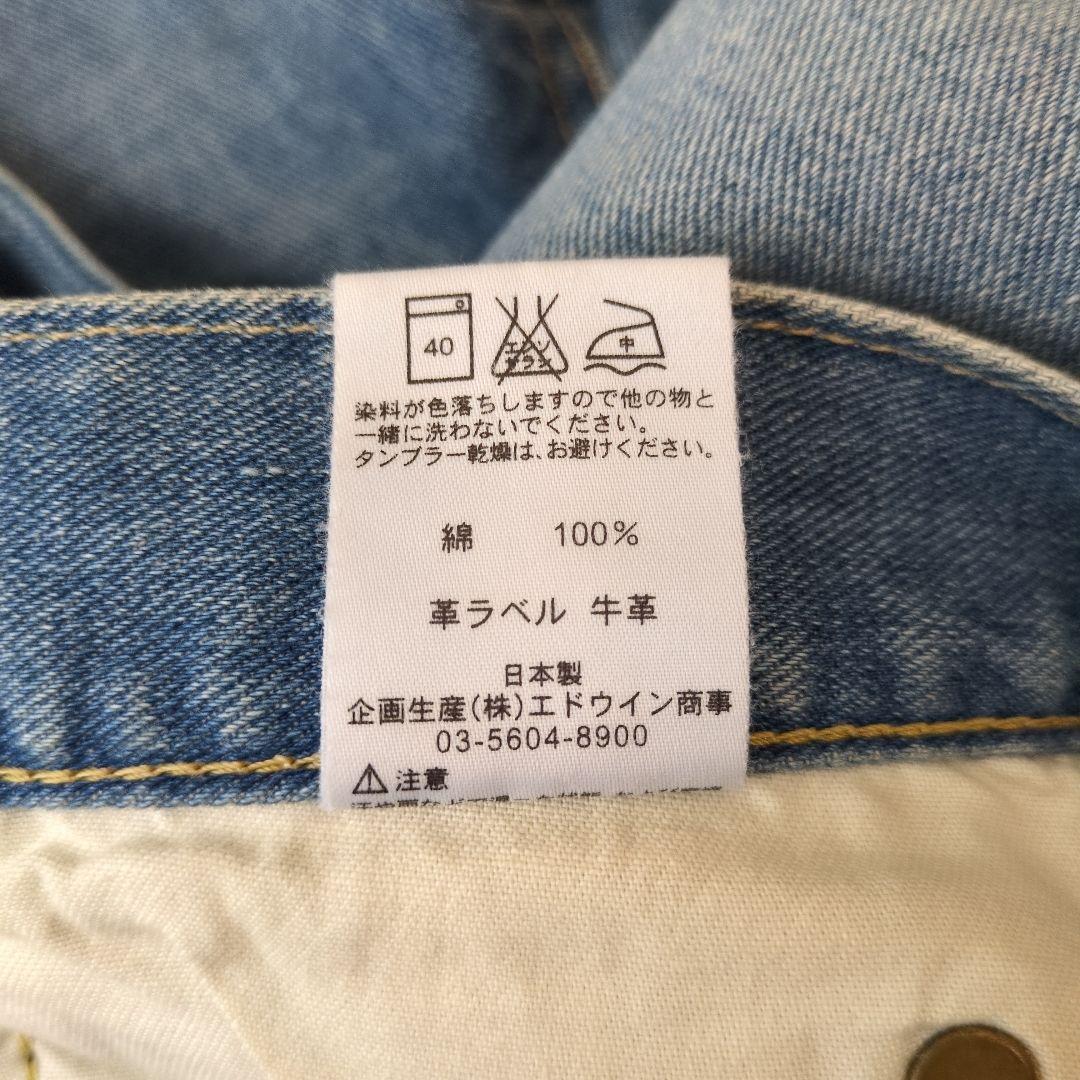 40
エンソ
サラシ
中
染料が色落ちしますので他の物と
一緒に洗わないでください。
タンブラー乾燥は、お避けください。
綿 100%
革ラベル 牛革
日本製
企画生産(株)エドウイン商事
03-5604-8900
注意